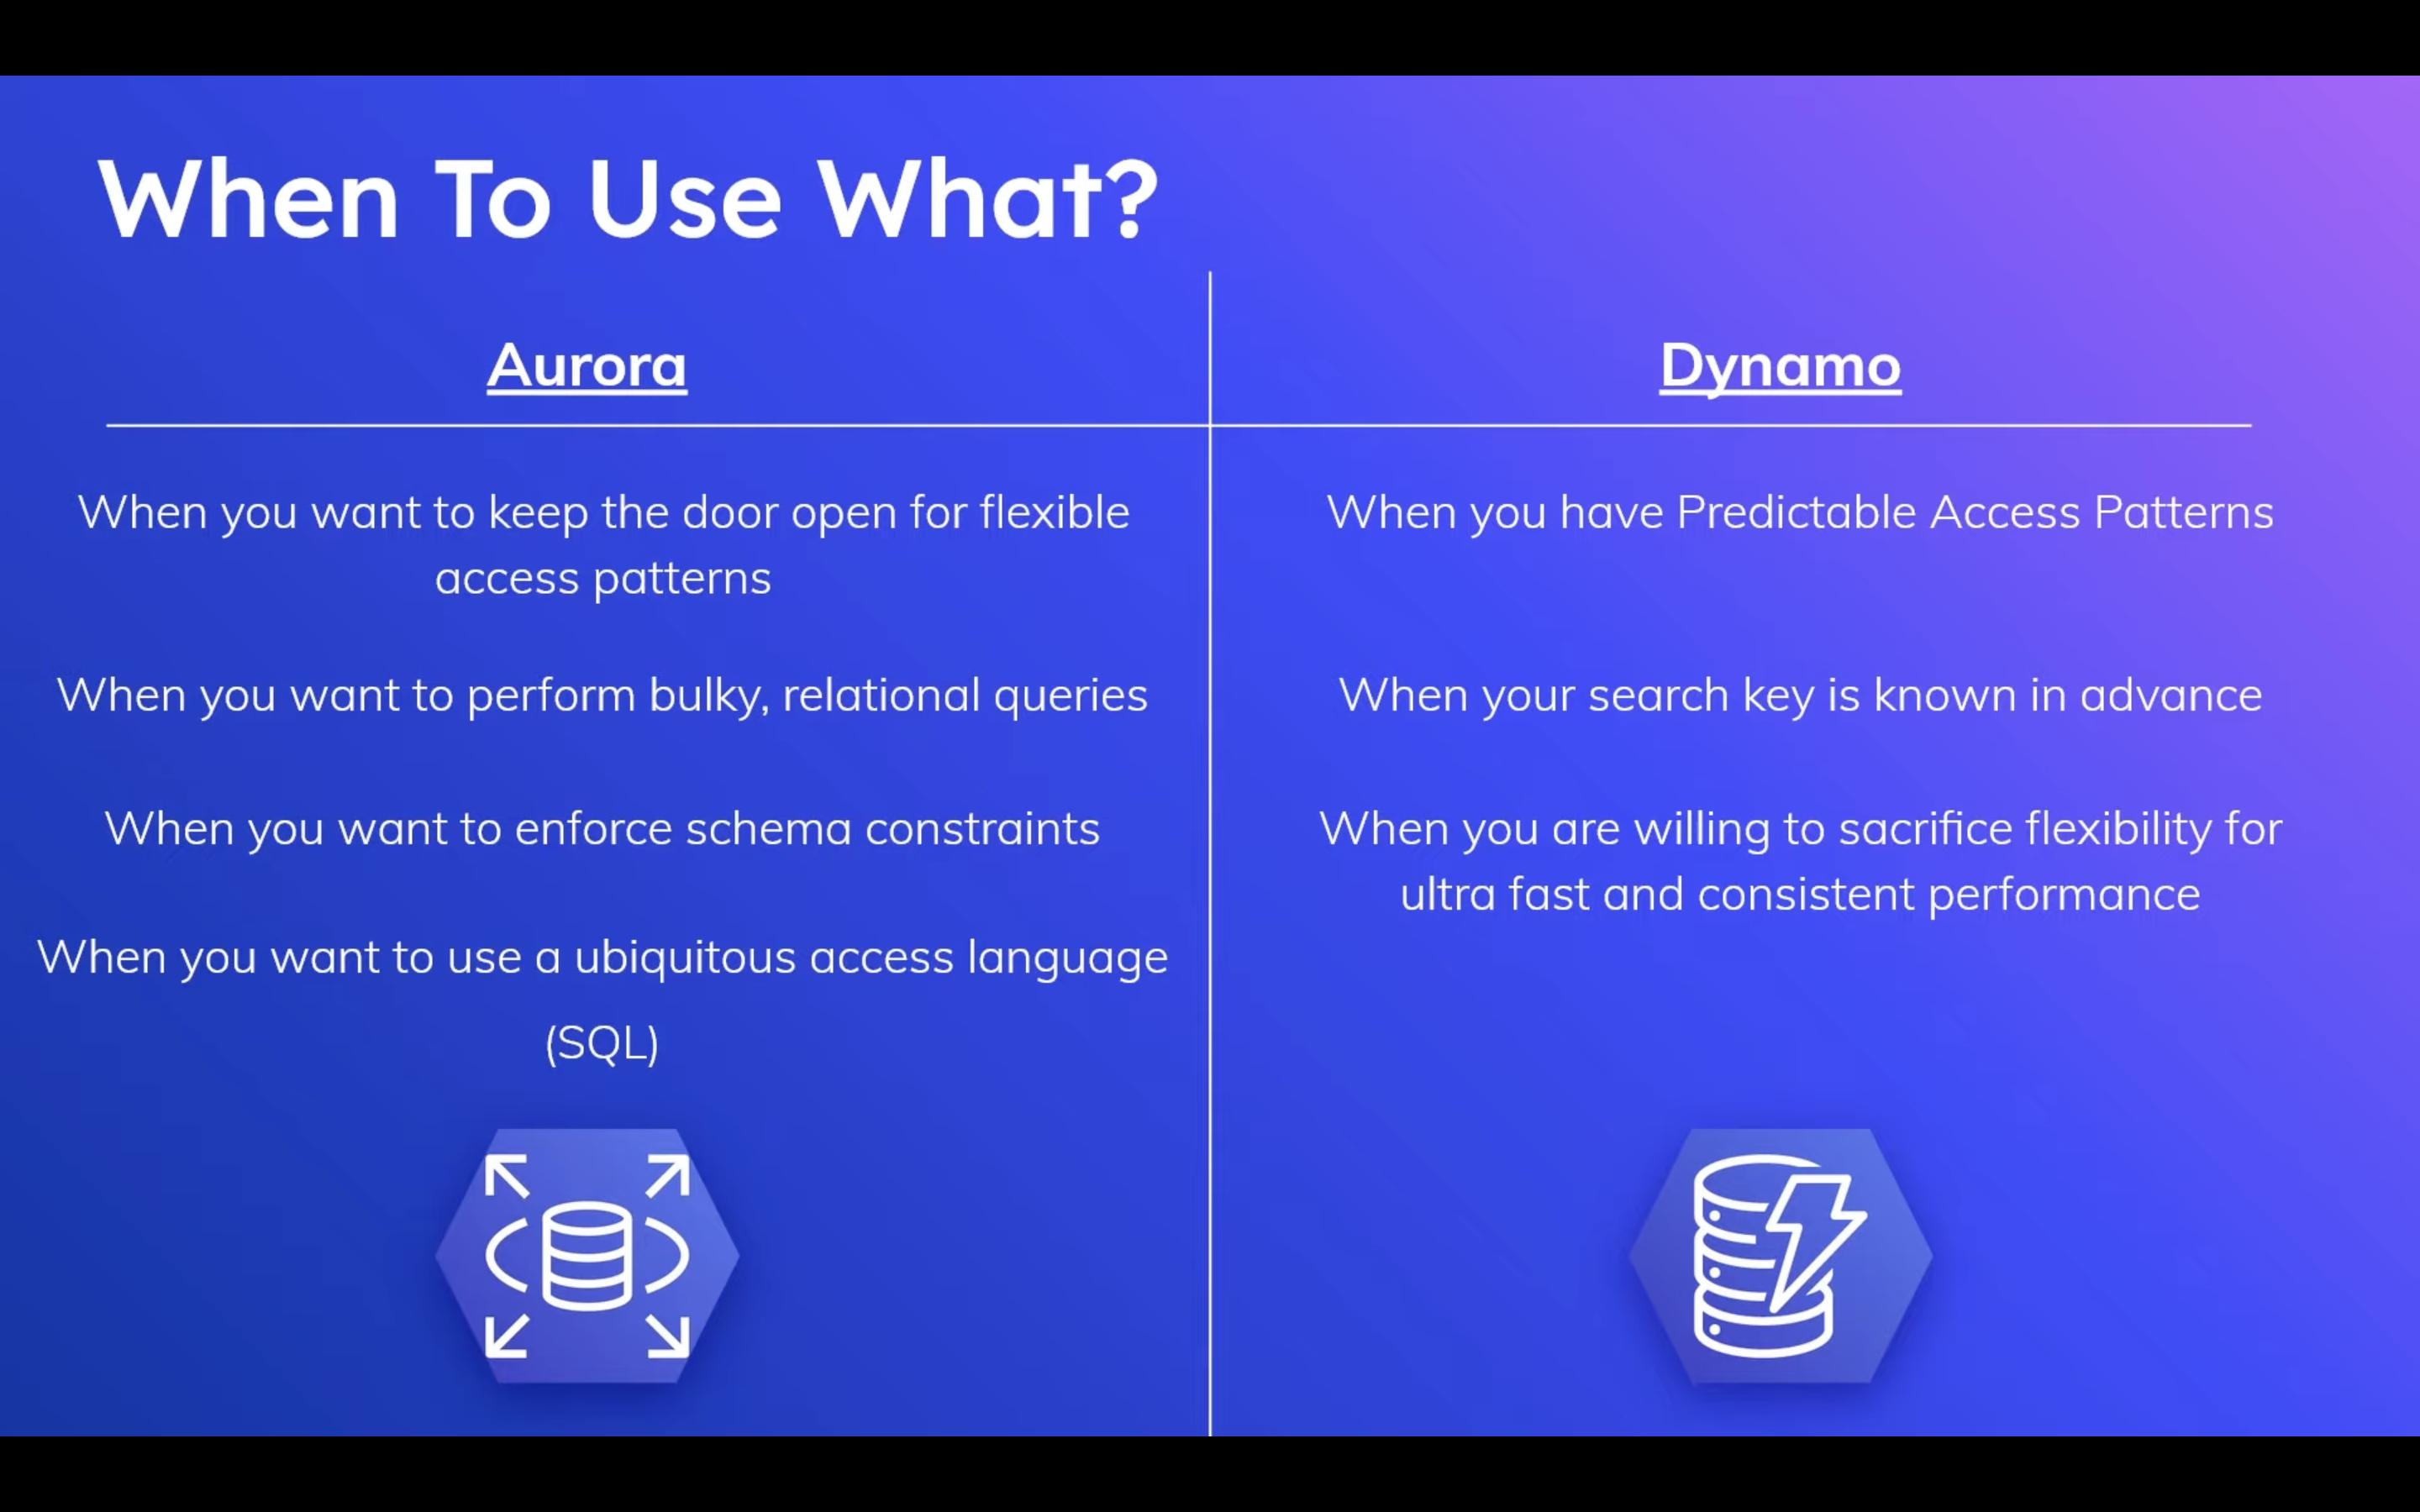 When To Use What?
Aurora
When you want to keep the door open for flexible
access patterns
When you want to perform bulky, relational queries
When you want to enforce schema constraints
When you want to use a ubiquitous access language
(SQL)
Dynamo
When you have Predictable Access Patterns
When your search key is known in advance
When you are willing to sacrifice flexibility for
ultra fast and consistent performance